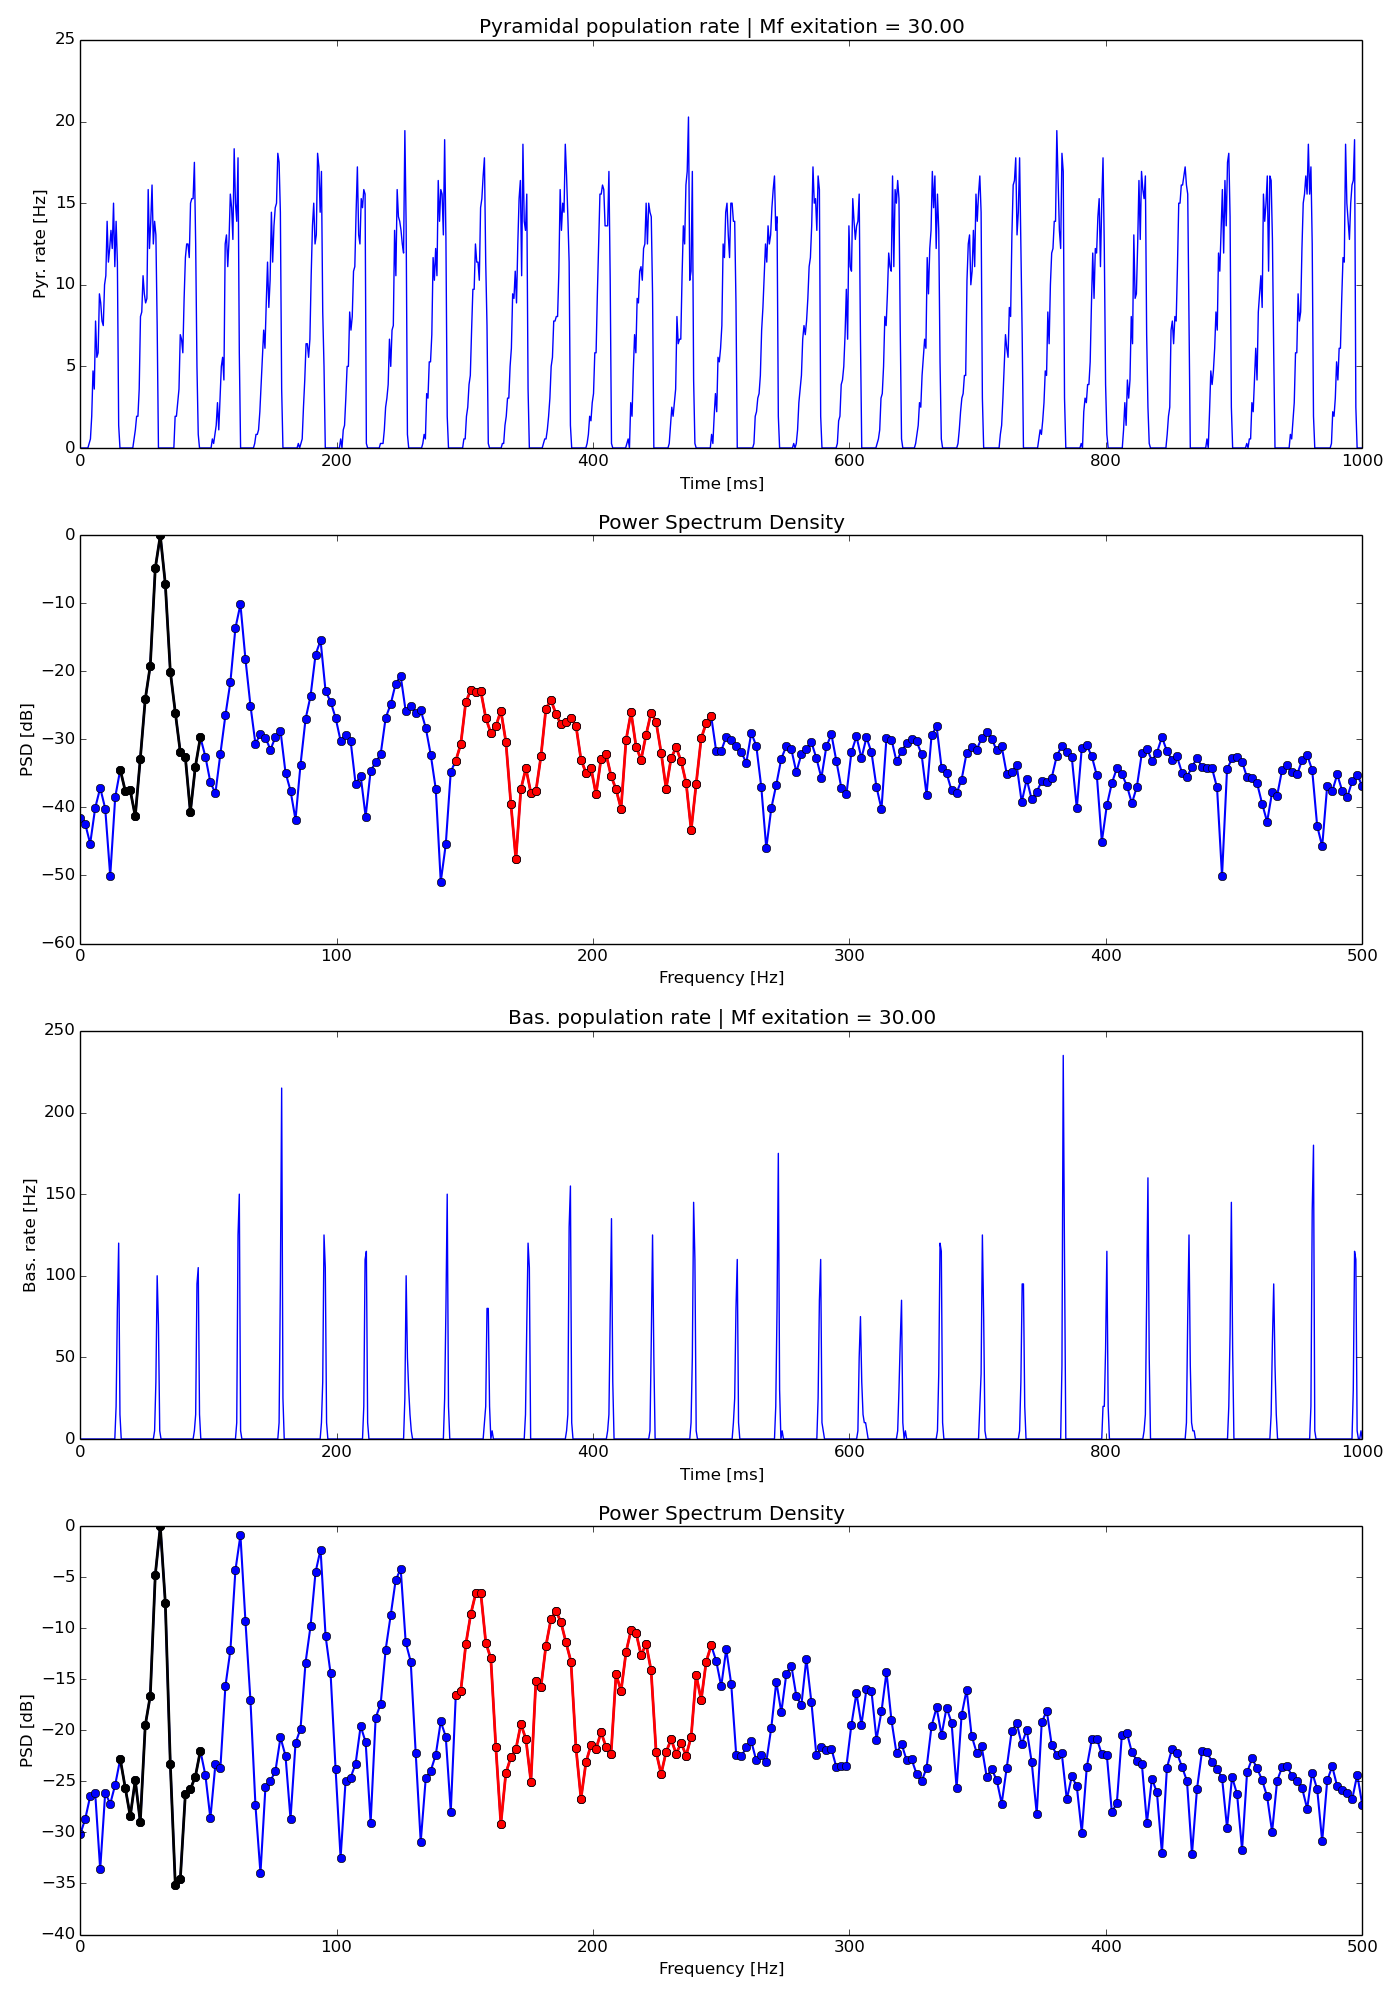 Pyramidal population rate | Mf exitation = 30.00
25
20
15
10
5
0
Pyr. rate [Hz]
0 200 400 600 800 1000
Time [ms]
Power Spectrum Density
0
−10
−20
−30
−40
−50
−60
PSD [dB]
0 100 200 300 400 500
Frequency [Hz]
Bas. population rate | Mf exitation = 30.00
250
200
150
100
50
0
Bas. rate [Hz]
0 200 400 600 800 1000
Time [ms]
Power Spectrum Density
0
−5
−10
−15
−20
−25
−30
−35
−40
PSD [dB]
0 100 200 300 400 500
Frequency [Hz]